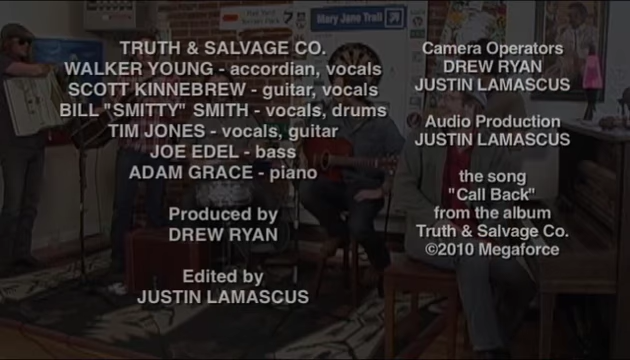 Mary Jane Trail
TRUTH & SALVAGE CO.
WALKER YOUNG - accordian, vocals
SCOTT KINNEBREW - guitar, vocals
BILL "SMITTY" SMITH - vocals, drums
TIM JONES - vocals, guitar
JOE EDEL - bass
ADAM GRACE - piano
Produced by
DREW RYAN
Edited by
JUSTIN LAMASCUS
Camera Operators
DREW RYAN
JUSTIN LAMASCUS
Audio Production
JUSTIN LAMASCUS
the song
"Call Back"
from the album
Truth & Salvage Co.
©2010 Megaforce